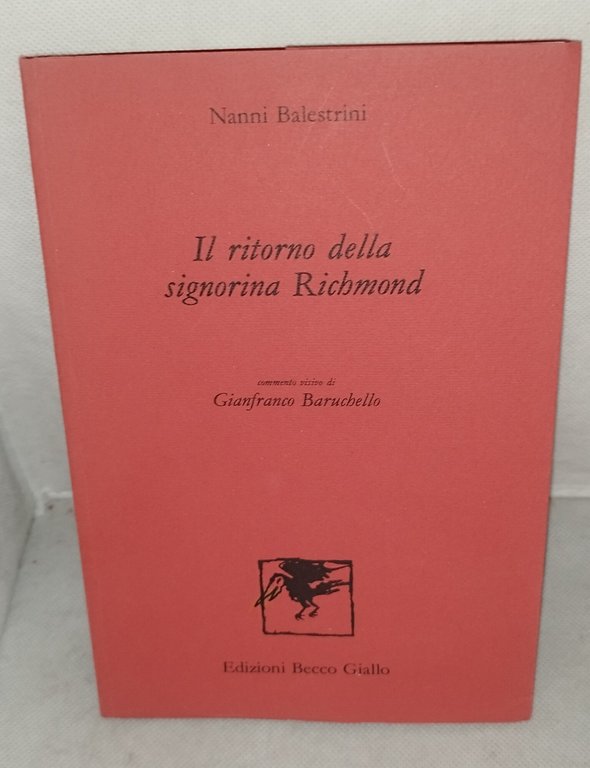 Nanni Balestrini
Il ritorno della
signorina Richmond
commento visivo di
Gianfranco Baruchello
Edizioni Becco Giallo